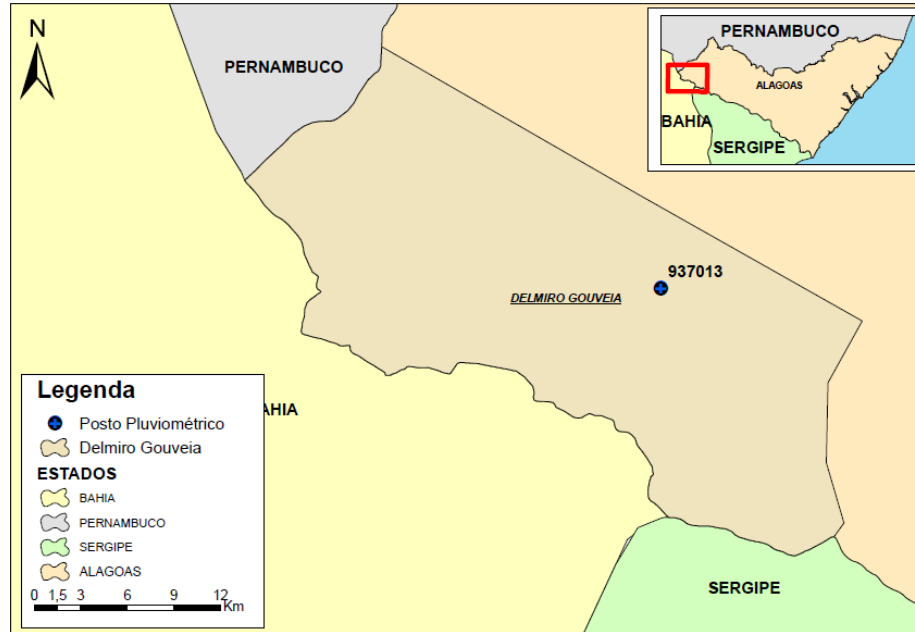 N
PERNAMBUCO
PERNAMBUCO
ALAGOAS
BAHIA
SERGIPE
937013
DELMIRO GOUVEIA
Legenda
Posto Pluviométrico
Delmiro Gouveia
ESTADOS
BAHIA
PERNAMBUCO
SERGIPE
ALAGOAS
0 1,5 3 6 9 12
Km
AHIA
SERGIPE